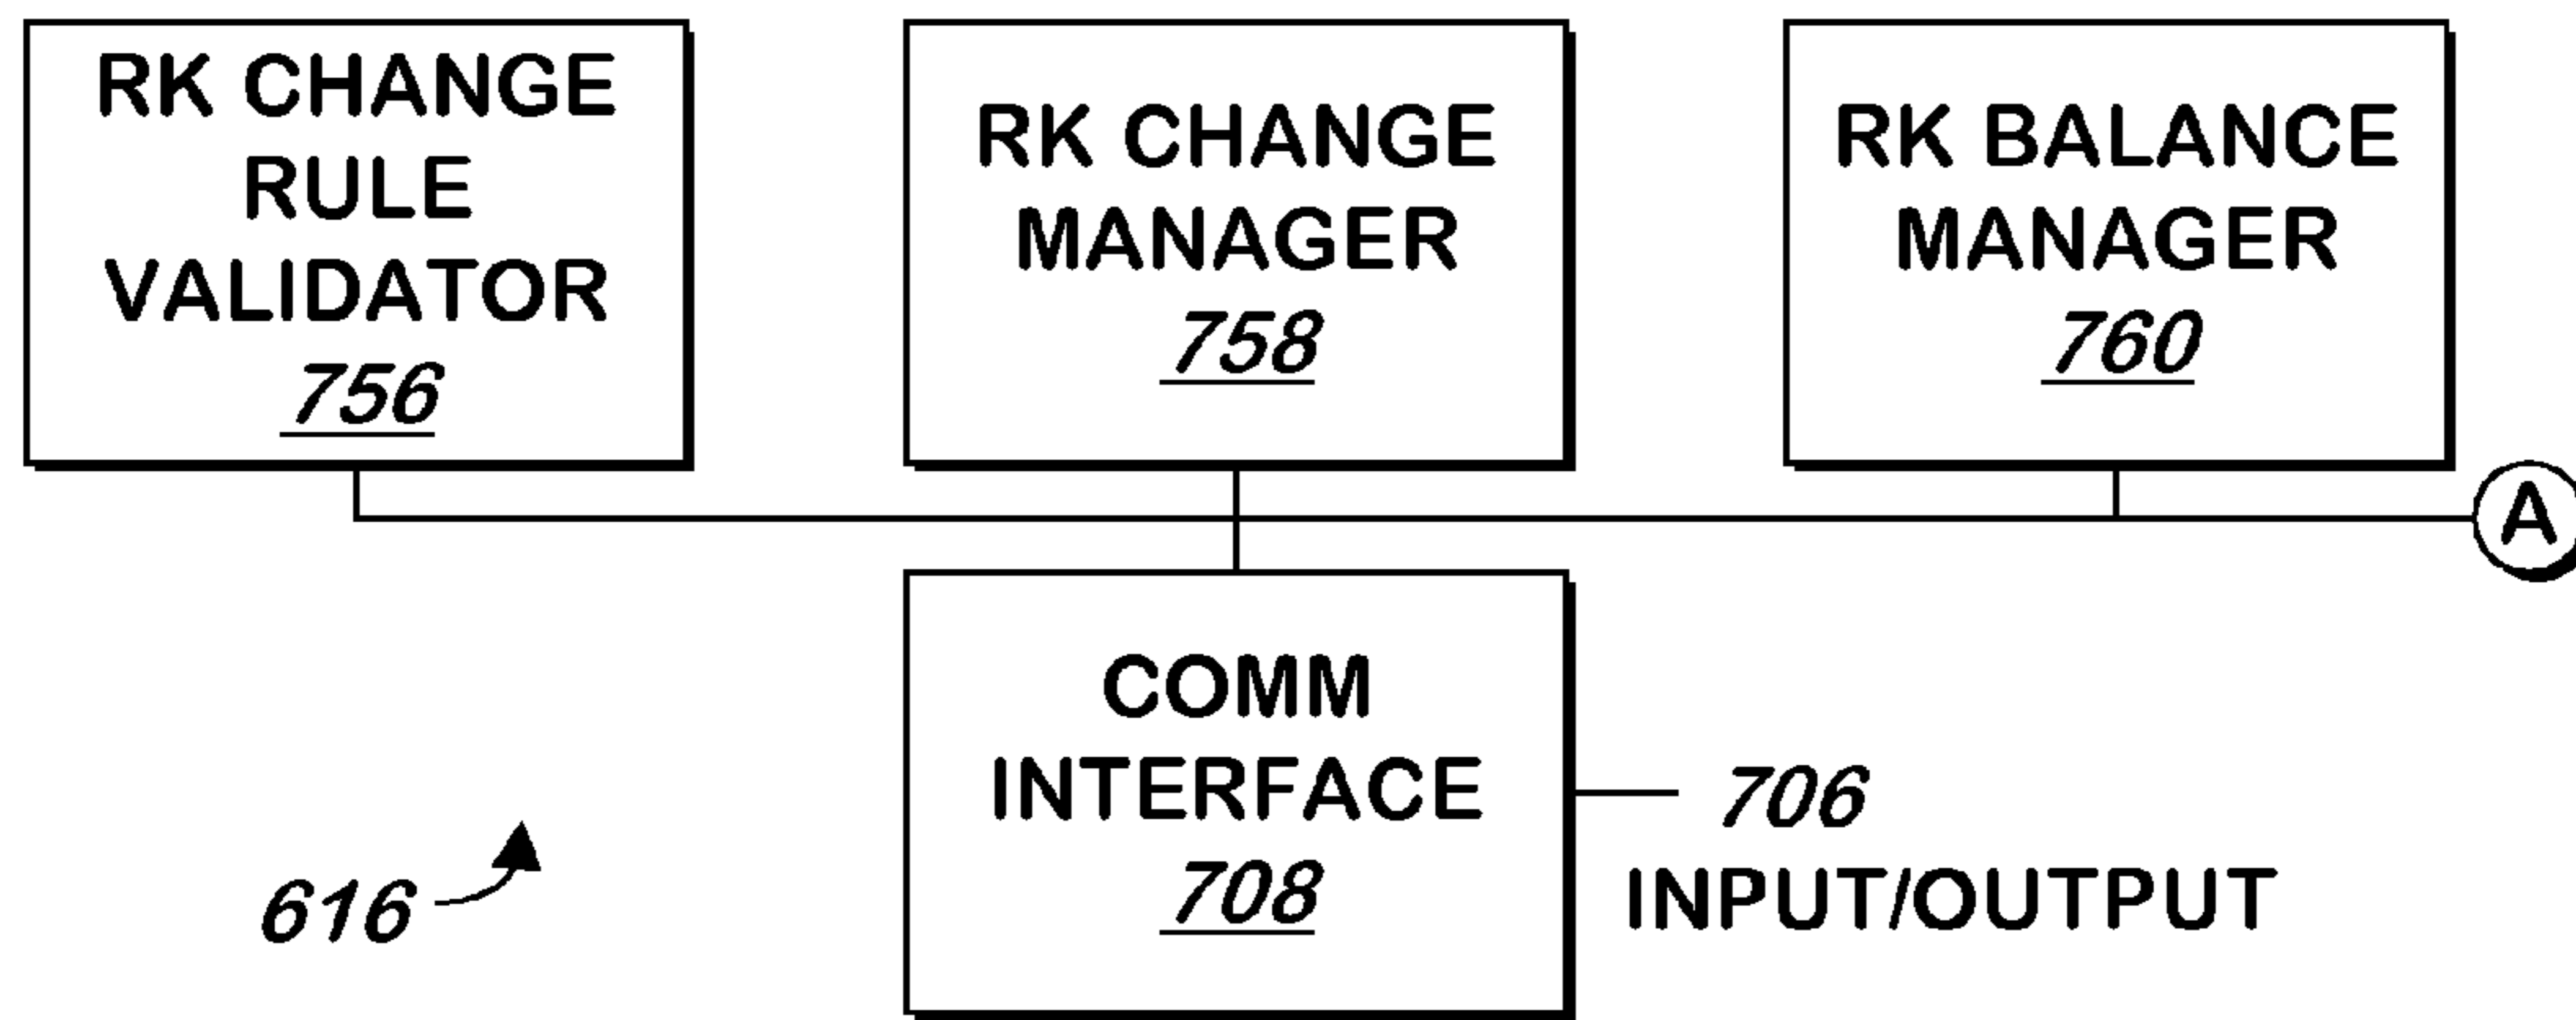 RK CHANGE
RULE
VALIDATOR
756
RK CHANGE
MANAGER
758
RK BALANCE
MANAGER
760
A
COMM
INTERFACE
708
706
INPUT/OUTPUT
616